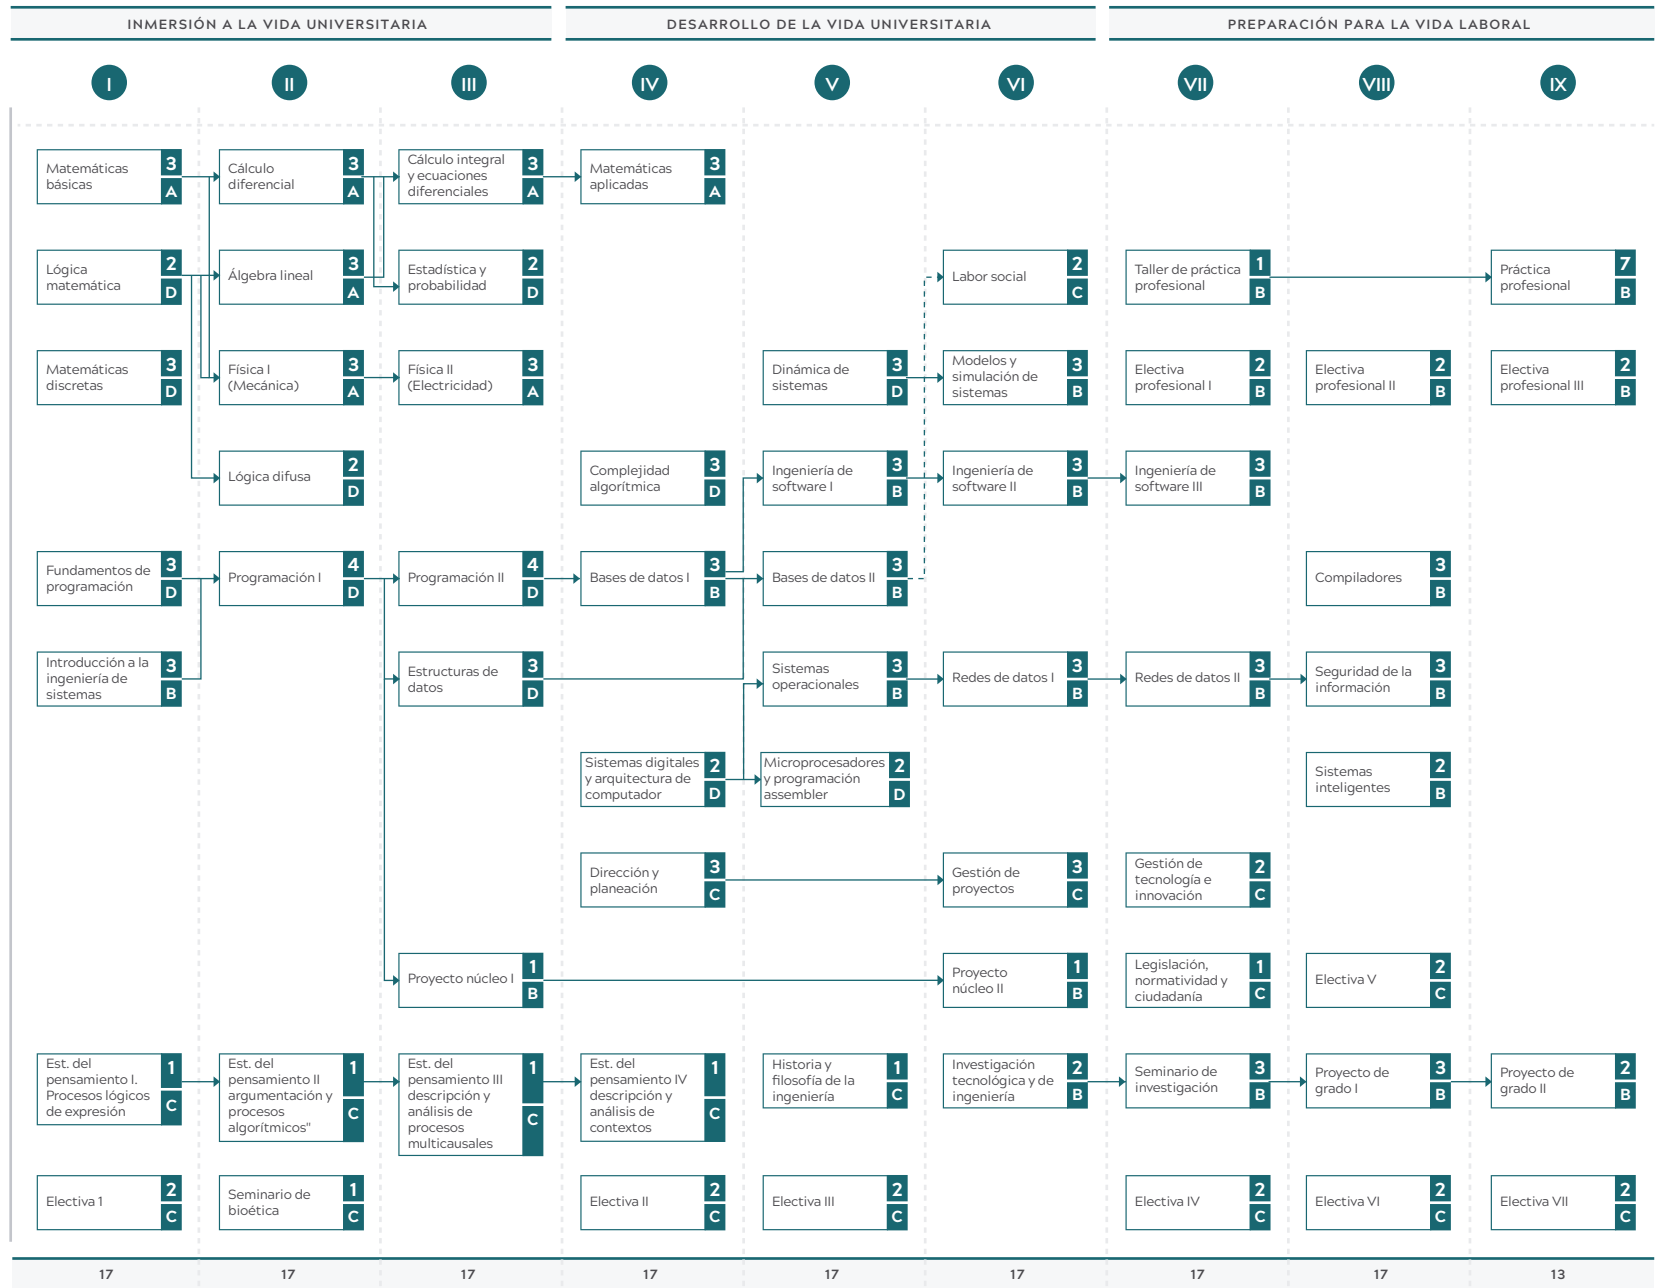 INMERSIÓN A LA VIDA UNIVERSITARIA
DESARROLLO DE LA VIDA UNIVERSITARIA
PREPARACIÓN PARA LA VIDA LABORAL
I
II
III
IV
V
VI
VII
VIII
IX
Matemáticas
básicas
3
A
Cálculo
diferencial
3
A
Cálculo integral
y ecuaciones
diferenciales
3
A
Matemáticas
aplicadas
3
A
Lógica
matemática
2
D
Álgebra lineal
3
A
Estadística y
probabilidad
2
D
Labor social
2
C
Taller de práctica
profesional
1
B
Práctica
profesional
7
B
Matemáticas
discretas
3
D
Física I
(Mecánica)
3
A
Física II
(Electricidad)
3
A
Dinámica de
sistemas
3
D
Modelos y
simulación de
sistemas
3
B
Electiva
profesional I
2
B
Electiva
profesional II
2
B
Electiva
profesional III
2
B
Lógica difusa
2
D
Complejidad
algorítmica
3
D
Ingeniería de
software I
3
B
Ingeniería de
software II
3
B
Ingeniería de
software III
3
B
Fundamentos de
programación
3
D
Programación I
4
D
Programación II
4
D
Bases de datos I
3
B
Bases de datos II
3
B
Compiladores
3
B
Introducción a la
ingeniería de
sistemas
3
B
Estructuras de
datos
3
D
Sistemas
operacionales
3
B
Redes de datos I
3
B
Redes de datos II
3
B
Seguridad de la
información
3
B
Sistemas digitales
y arquitectura de
computador
2
D
Microprocesadores
y programación
assembler
2
D
Sistemas
inteligentes
2
B
Dirección y
planeación
3
C
Gestión de
proyectos
3
C
Gestión de
tecnología e
innovación
2
C
Proyecto núcleo I
1
B
Proyecto
núcleo II
1
B
Legislación,
normatividad y
ciudadanía
1
C
Electiva V
2
C
Est. del
pensamiento I.
Procesos lógicos
de expresión
1
C
Est. del
pensamiento II
argumentación y
procesos
algorítmicos"
1
C
Est. del
pensamiento III
descripción y
análisis de
procesos
multicausales
1
C
Est. del
pensamiento IV
descripción y
análisis de
contextos
1
C
Historia y
filosofía de la
ingeniería
1
C
Investigación
tecnológica y de
ingeniería
2
B
Seminario de
investigación
3
B
Proyecto de
grado I
3
B
Proyecto de
grado II
2
B
Electiva 1
2
C
Seminario de
bioética
1
C
Electiva II
2
C
Electiva III
2
C
Electiva IV
2
C
Electiva VI
2
C
Electiva VII
2
C
17
17
17
17
17
17
17
17
13